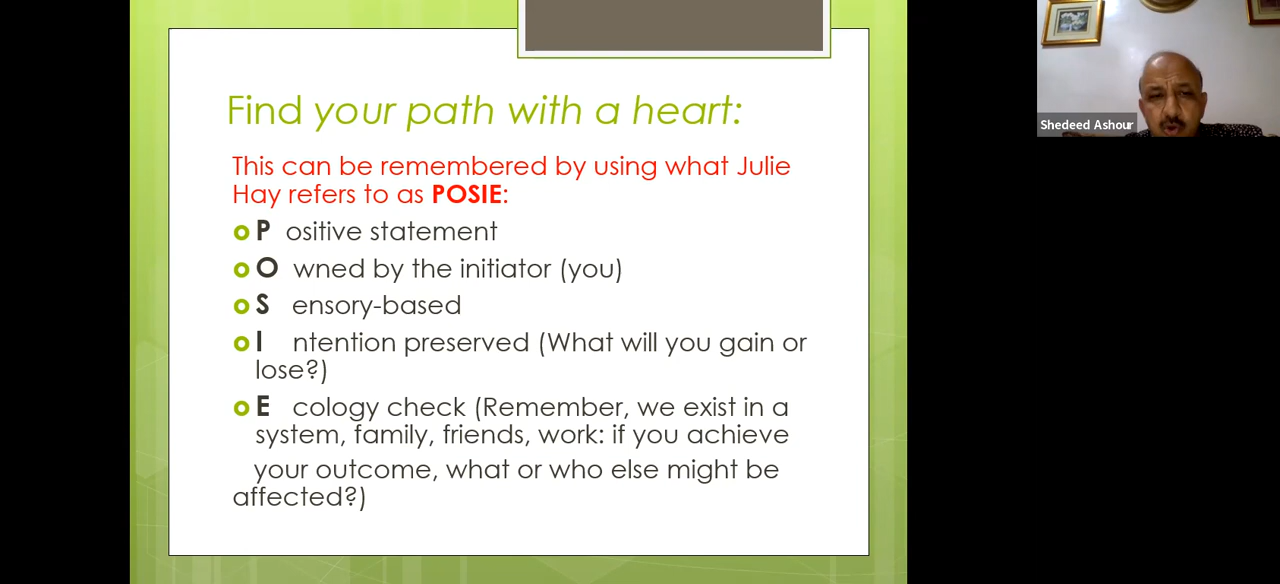 Find your path with a heart:
This can be remembered by using what Julie
Hay refers to as POSIE:
P ositive statement
O wned by the initiator (you)
S ensory-based
I ntention preserved (What will you gain or
lose?)
E cology check (Remember, we exist in a
system, family, friends, work: if you achieve
your outcome, what or who else might be
affected?)
Shedeed Ashour